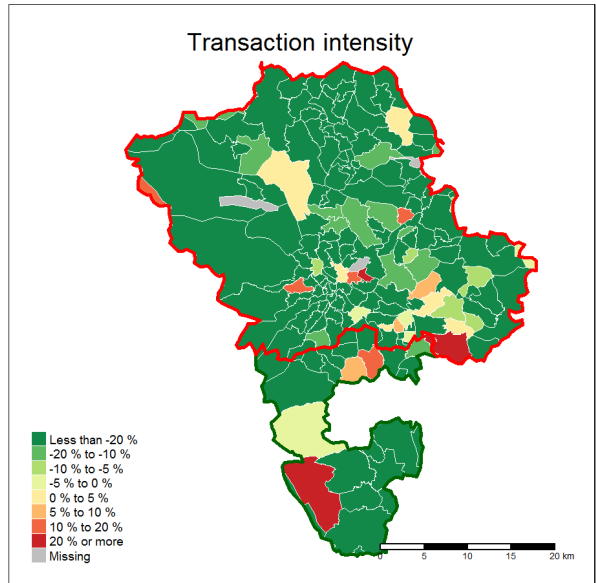 Transaction intensity
Less than -20 %
-20 % to -10 %
-10 % to -5 %
-5 % to 0 %
0 % to 5 %
5 % to 10 %
10 % to 20 %
20 % or more
Missing
0 5 10 15 20 km